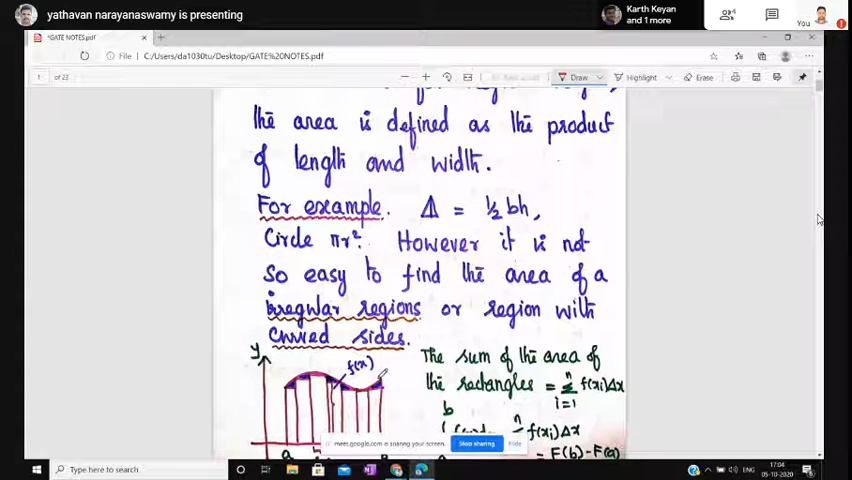 yathavan narayanaswamy is presenting
Karth Keyan
and 1 more
4
You
*GATE NOTES.pdf
File
C:/Users/da1030tu/Desktop/GATE%20NOTES.pdf
1 of 23
Draw
Highlight
Erase
the area is defined as the product
of length and width.
For example. Δ = ½ bh,
Circle πr². However it is not
so easy to find the area of a
irregular regions or region with
curved sides.
y
f(x)
a
The sum of the area of
the rectangles = Σ f(xi)Δx
n
i=1
b
n
f(xi)Δx
= F(b) - F(a)
meet.google.com is sharing your screen.
Stop sharing
Hide
Type here to search
ENG
17:04
05-10-2020